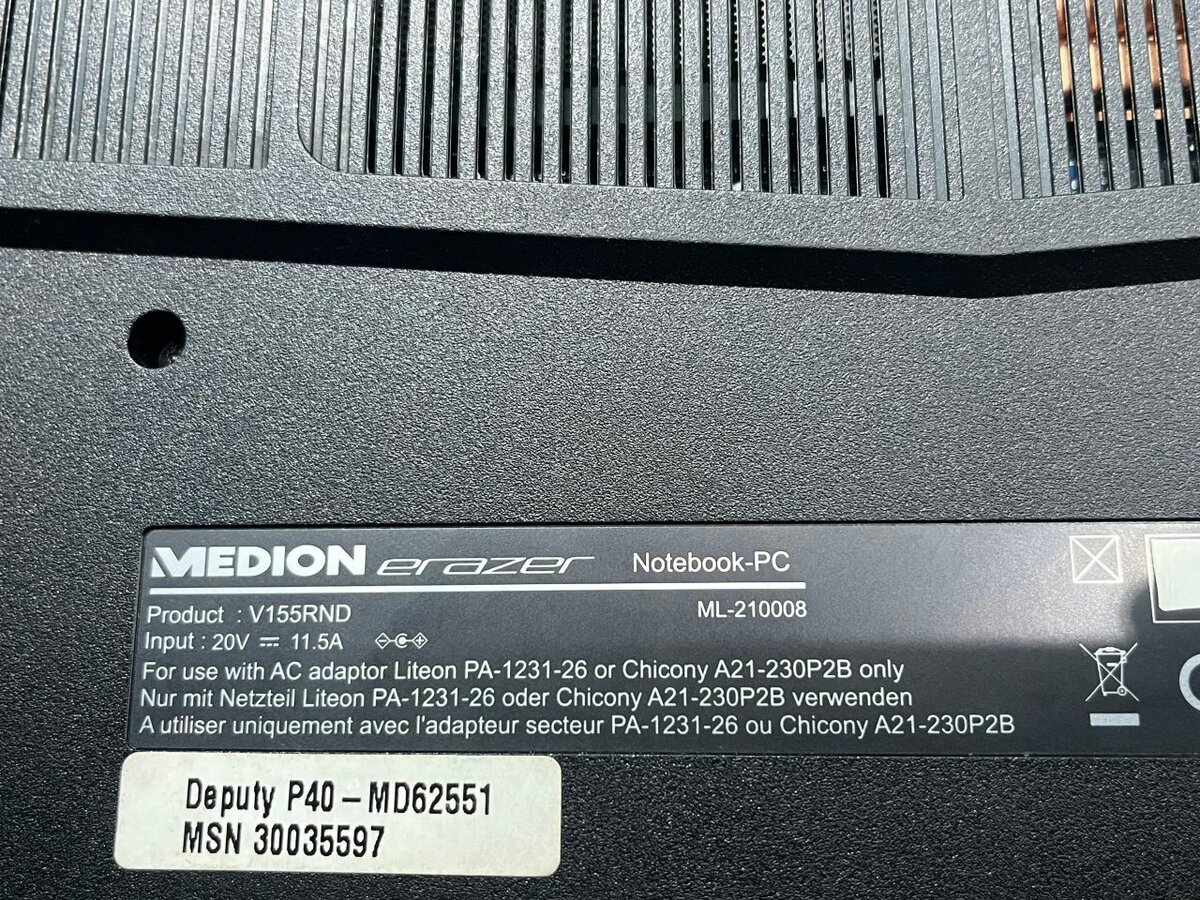 MEDION erazer Notebook-PC
Product : V155RND ML-210008
Input : 20V 11.5A
For use with AC adaptor Liteon PA-1231-26 or Chicony A21-230P2B only
Nur mit Netzteil Liteon PA-1231-26 oder Chicony A21-230P2B verwenden
A utiliser uniquement avec l'adapteur secteur PA-1231-26 ou Chicony A21-230P2B
Deputy P40 – MD62551
MSN 30035597